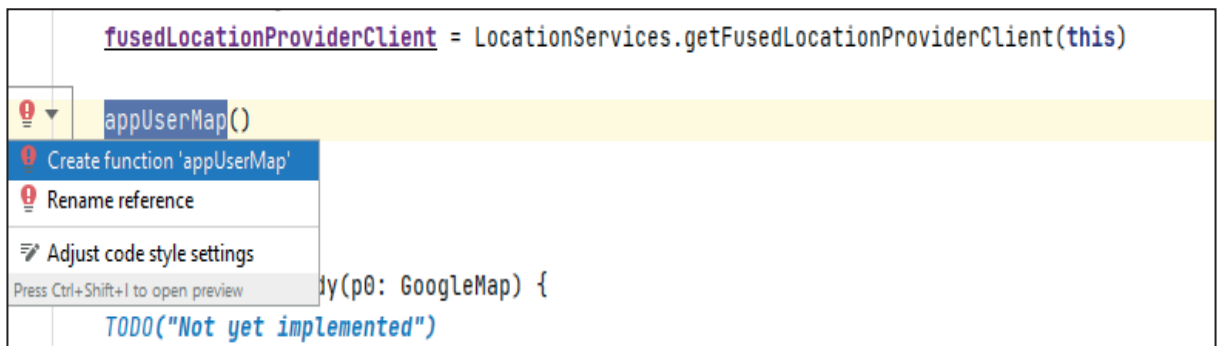 fusedLocationProviderClient = LocationServices.getFusedLocationProviderClient(this)
appUserMap()
Create function 'appUserMap'
Rename reference
Adjust code style settings
Press Ctrl+Shift+I to open preview
dy(p0: GoogleMap) {
TODO("Not yet implemented")